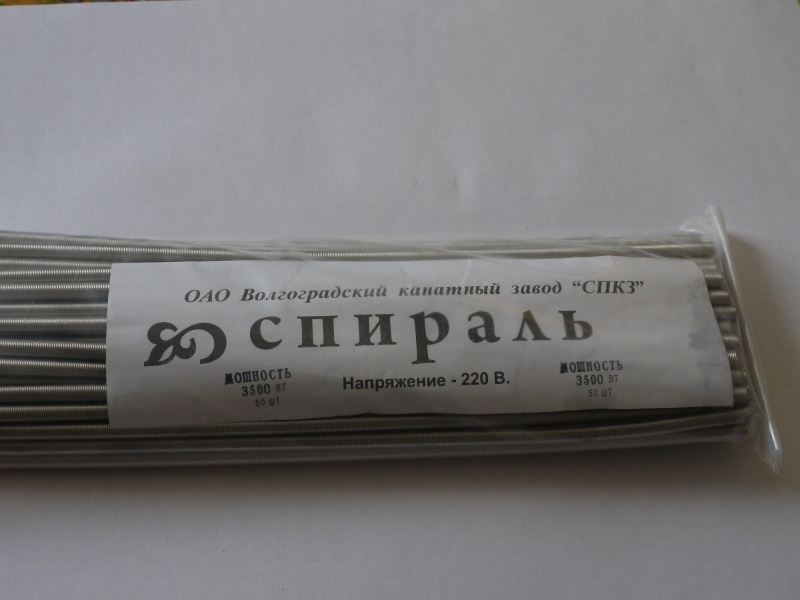 ОАО Волгоградский канатный завод “СПКЗ”
спираль
МОЩНОСТЬ
3500 ВТ
50 ШТ
Напряжение - 220 В.
МОЩНОСТЬ
3500 ВТ
50 ШТ